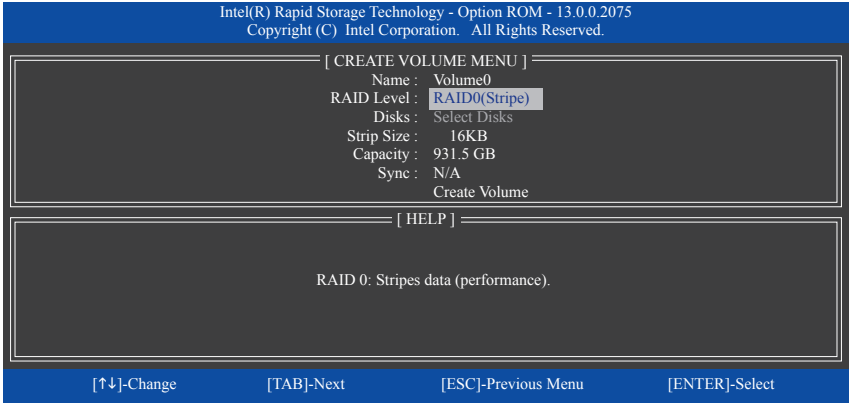 Intel(R) Rapid Storage Technology - Option ROM - 13.0.0.2075
Copyright (C) Intel Corporation. All Rights Reserved.
[ CREATE VOLUME MENU ]
Name : Volume0
RAID Level : RAID0(Stripe)
Disks : Select Disks
Strip Size : 16KB
Capacity : 931.5 GB
Sync : N/A
Create Volume
[ HELP ]
RAID 0: Stripes data (performance).
[↑↓]-Change [TAB]-Next [ESC]-Previous Menu [ENTER]-Select